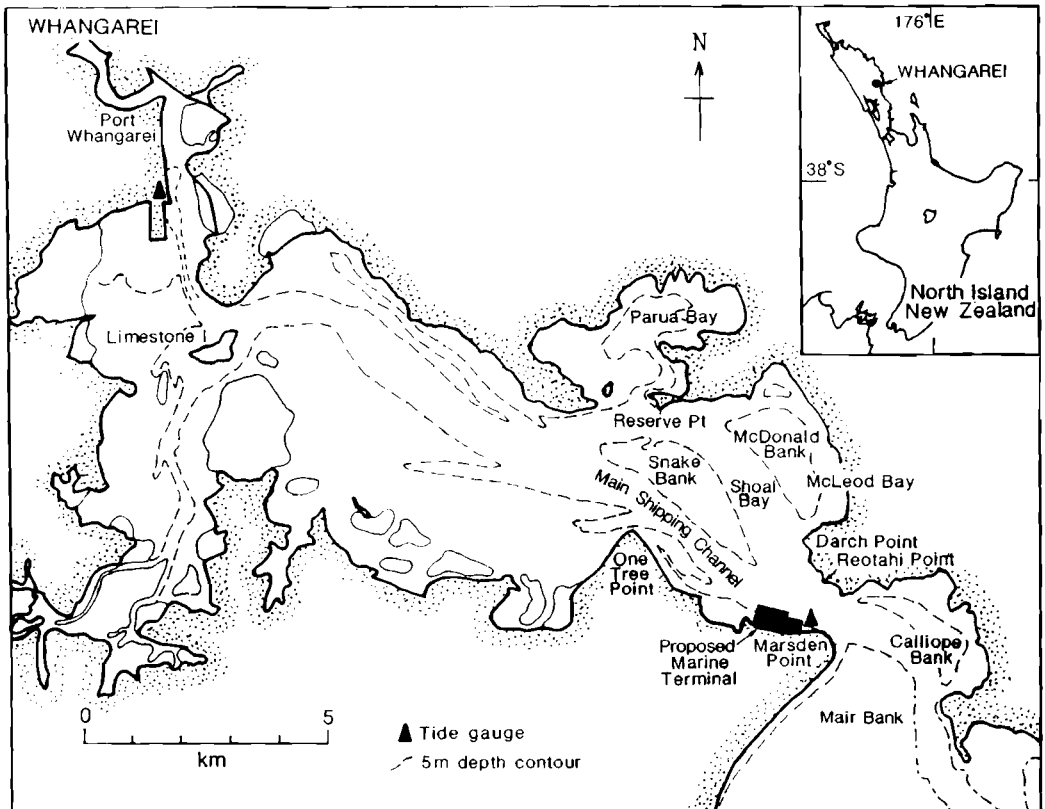 WHANGAREI
Port
Whangarei
N
176°E
WHANGAREI
38°S
North Island
New Zealand
Limestone I
Parua Bay
Reserve Pt
McDonald
Bank
Snake
Bank
Shoal
Bay
McLeod Bay
Main Shipping Channel
Darch Point
Reotahi Point
One
Tree
Point
Proposed
Marine
Terminal
Marsden
Point
Calliope
Bank
Mair Bank
0 5
km
Tide gauge
5m depth contour